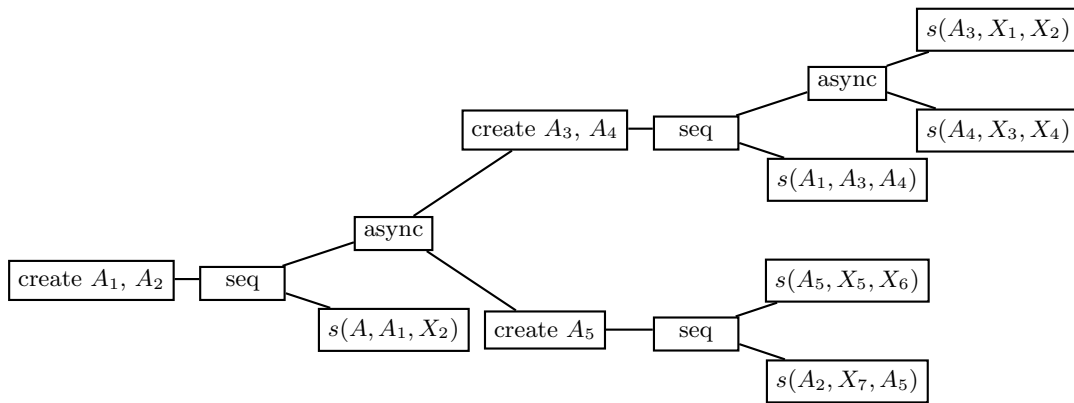 s(A₃, X₁, X₂)
async
create A₃, A₄
seq
s(A₄, X₃, X₄)
s(A₁, A₃, A₄)
async
create A₁, A₂
seq
s(A₅, X₅, X₆)
s(A, A₁, X₂)
create A₅
seq
s(A₂, X₇, A₅)